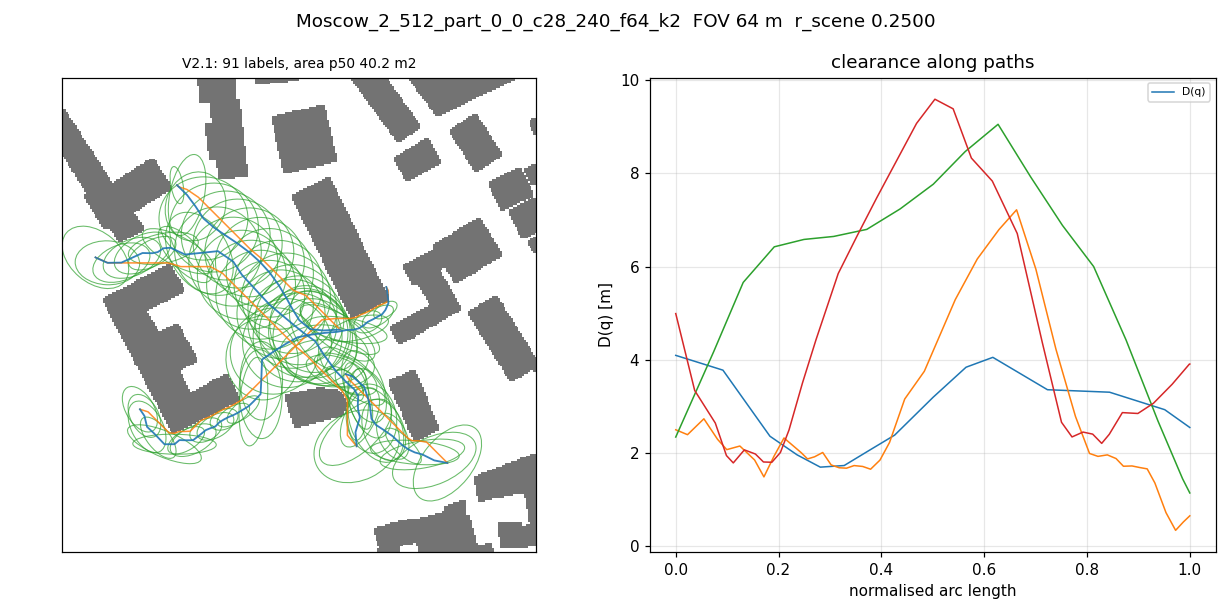 Moscow_2_512_part_0_0_c28_240_f64_k2  FOV 64 m  r_scene 0.2500
V2.1: 91 labels, area p50 40.2 m2
clearance along paths
D(q)
D(q) [m]
10
8
6
4
2
0
0.0 0.2 0.4 0.6 0.8 1.0
normalised arc length